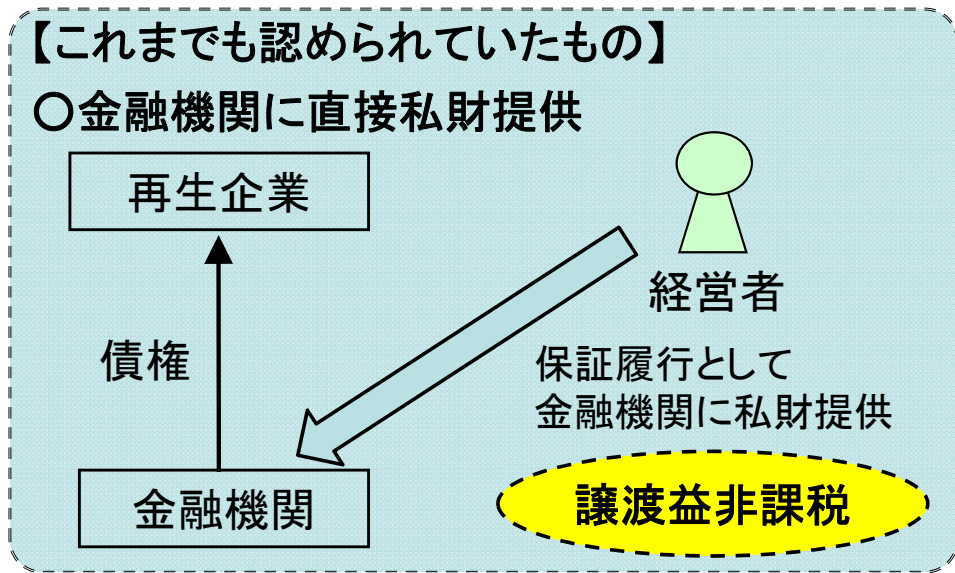 【これまでも認められていたもの】
○金融機関に直接私財提供
再生企業
経営者
債権
保証履行として
金融機関に私財提供
金融機関
譲渡益非課税